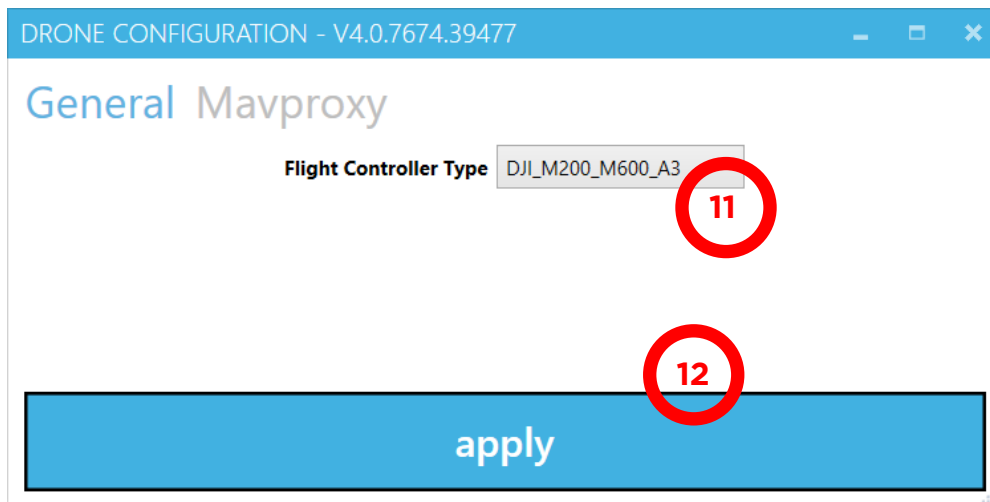 DRONE CONFIGURATION - V4.0.7674.39477
General Mavproxy
Flight Controller Type DJI_M200_M600_A3
11
12
apply